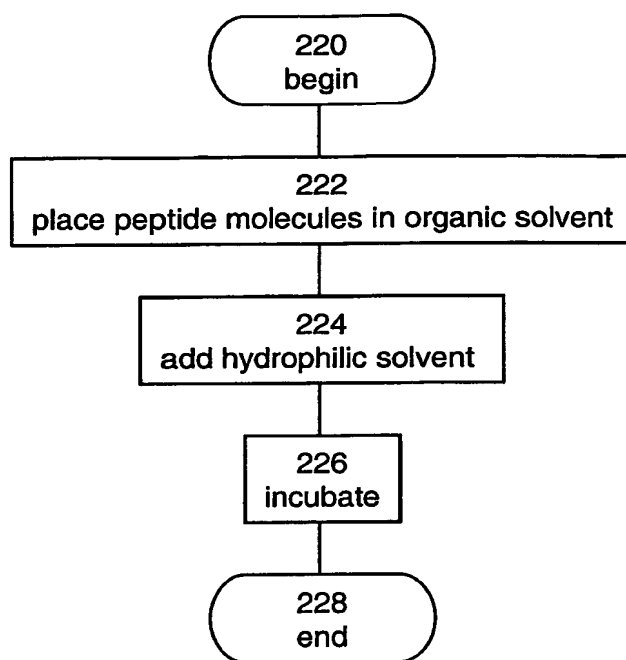 220
begin
222
place peptide molecules in organic solvent
224
add hydrophilic solvent
226
incubate
228
end